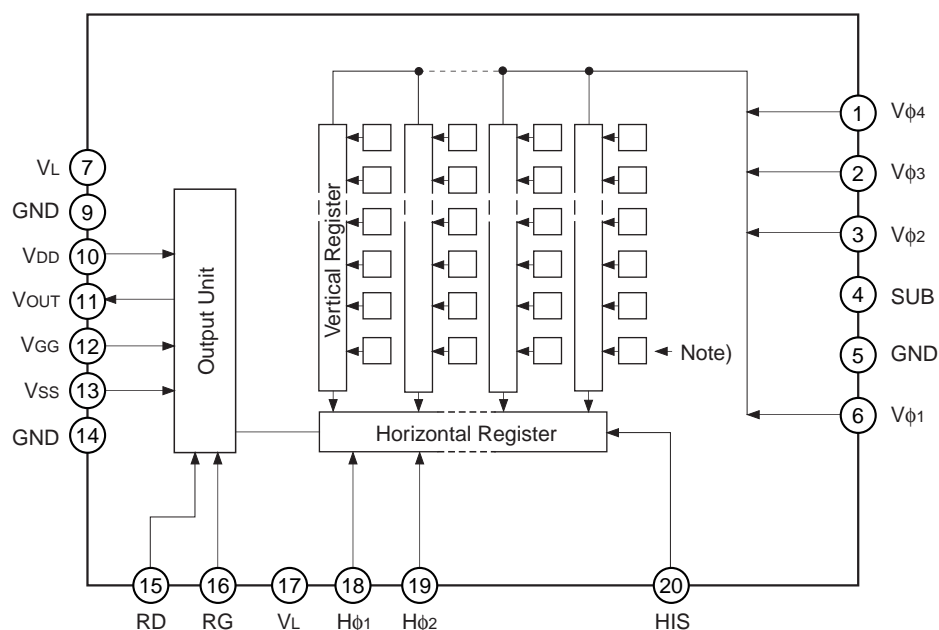 1 Vϕ4
2 Vϕ3
3 Vϕ2
4 SUB
5 GND
6 Vϕ1
VL 7
GND 9
VDD 10
VOUT 11
VGG 12
VSS 13
GND 14
Output Unit
Vertical Register
Note)
Horizontal Register
15 16 17 18 19 20
RD RG VL Hϕ1 Hϕ2 HIS